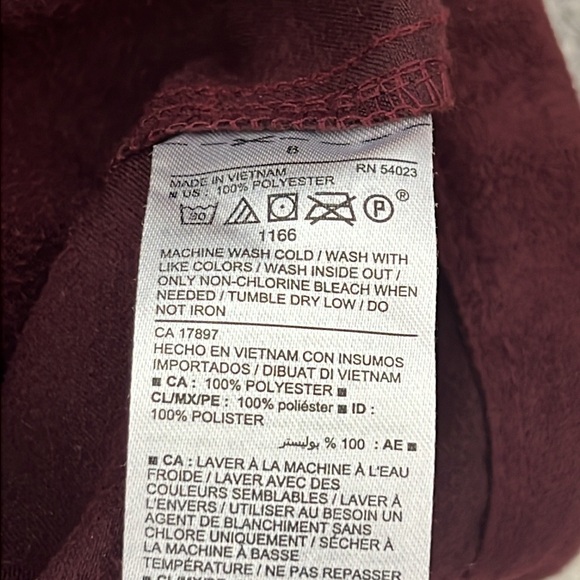 8
MADE IN VIETNAM RN 54023
US : 100% POLYESTER
30 P ®
1166
MACHINE WASH COLD / WASH WITH
LIKE COLORS / WASH INSIDE OUT /
ONLY NON-CHLORINE BLEACH WHEN
NEEDED / TUMBLE DRY LOW / DO
NOT IRON
CA 17897
HECHO EN VIETNAM CON INSUMOS
IMPORTADOS / DIBUAT DI VIETNAM
CA : 100% POLYESTER
CL/MX/PE : 100% poliéster ID :
100% POLISTER
AE : 100 % بوليستر
CA : LAVER À LA MACHINE À L'EAU
FROIDE / LAVER AVEC DES
COULEURS SEMBLABLES / LAVER À
L'ENVERS / UTILISER AU BESOIN UN
AGENT DE BLANCHIMENT SANS
CHLORE UNIQUEMENT / SÉCHER À
LA MACHINE À BASSE
TEMPÉRATURE / NE PAS REPASSER